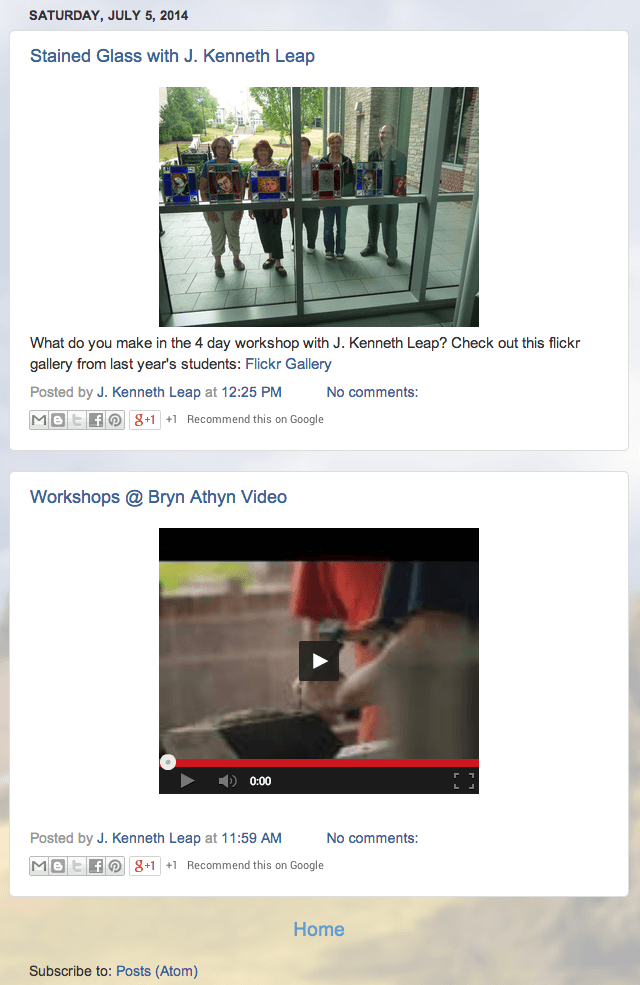 SATURDAY, JULY 5, 2014
Stained Glass with J. Kenneth Leap
What do you make in the 4 day workshop with J. Kenneth Leap? Check out this flickr
gallery from last year's students: Flickr Gallery
Posted by J. Kenneth Leap at 12:25 PM No comments:
g+1 +1 Recommend this on Google
Workshops @ Bryn Athyn Video
0:00
Posted by J. Kenneth Leap at 11:59 AM No comments:
g+1 +1 Recommend this on Google
Home
Subscribe to: Posts (Atom)